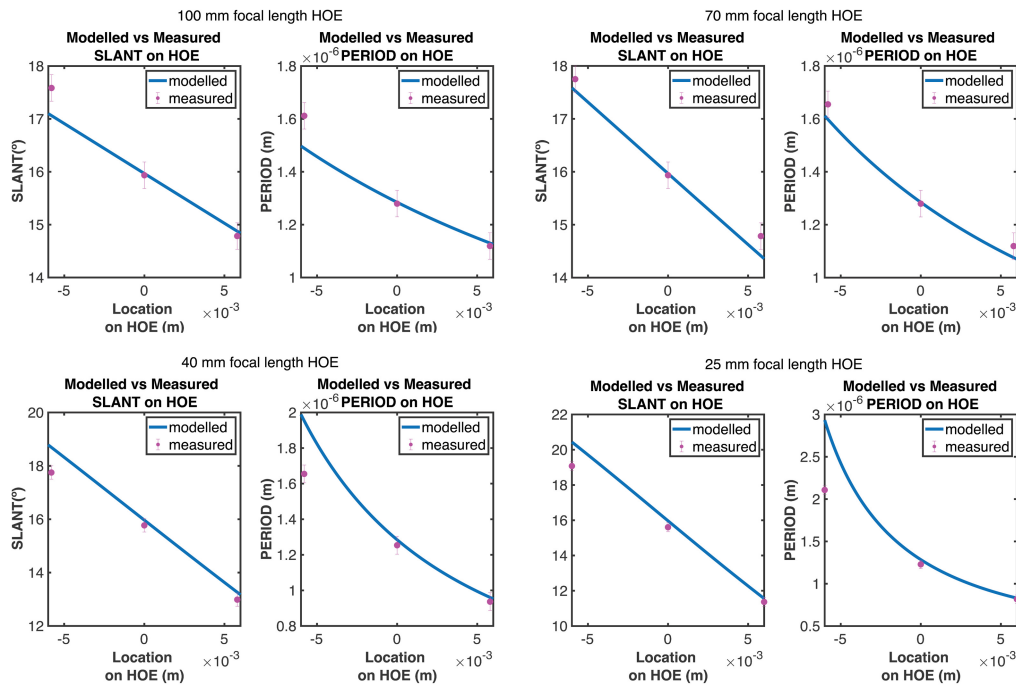 100 mm focal length HOE
Modelled vs Measured
SLANT on HOE
18
17
16
15
14
SLANT(°)
modelled
measured
-5 0 5
Location ×10⁻³
on HOE (m)
Modelled vs Measured
×10⁻⁶ PERIOD on HOE
1.8
1.6
1.4
1.2
1
PERIOD (m)
modelled
measured
-5 0 5
Location ×10⁻³
on HOE (m)
70 mm focal length HOE
Modelled vs Measured
SLANT on HOE
18
17
16
15
14
SLANT(°)
modelled
measured
-5 0 5
Location ×10⁻³
on HOE (m)
Modelled vs Measured
×10⁻⁶ PERIOD on HOE
1.8
1.6
1.4
1.2
1
PERIOD (m)
modelled
measured
-5 0 5
Location ×10⁻³
on HOE (m)
40 mm focal length HOE
Modelled vs Measured
SLANT on HOE
20
18
16
14
12
SLANT(°)
modelled
measured
-5 0 5
Location ×10⁻³
on HOE (m)
Modelled vs Measured
×10⁻⁶ PERIOD on HOE
2
1.8
1.6
1.4
1.2
1
0.8
PERIOD (m)
modelled
measured
-5 0 5
Location ×10⁻³
on HOE (m)
25 mm focal length HOE
Modelled vs Measured
SLANT on HOE
22
20
18
16
14
12
10
SLANT(°)
modelled
measured
-5 0 5
Location ×10⁻³
on HOE (m)
Modelled vs Measured
×10⁻⁶ PERIOD on HOE
3
2.5
2
1.5
1
0.5
PERIOD (m)
modelled
measured
-5 0 5
Location ×10⁻³
on HOE (m)